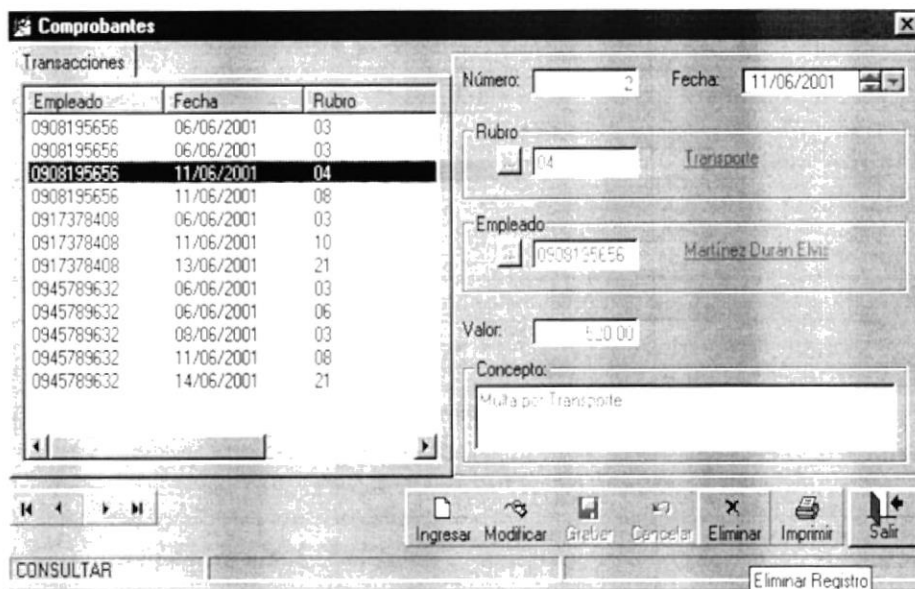 Comprobantes
Transacciones
Empleado Fecha Rubro
0908195656 06/06/2001 03
0908195656 06/06/2001 03
0908195656 11/06/2001 04
0908195656 11/06/2001 08
0917378408 06/06/2001 03
0917378408 11/06/2001 10
0917378408 13/06/2001 21
0945789632 06/06/2001 03
0945789632 06/06/2001 06
0945789632 08/06/2001 03
0945789632 11/06/2001 08
0945789632 14/06/2001 21
Número: 2 Fecha: 11/06/2001
Rubro
04 Transporte
Empleado
0908195656 Martínez Durán Elvis
Valor:
Concepto:
Multa por Transporte
Ingresar Modificar Grabar Cancelar Eliminar Imprimir Salir
CONSULTAR
Eliminar Registro